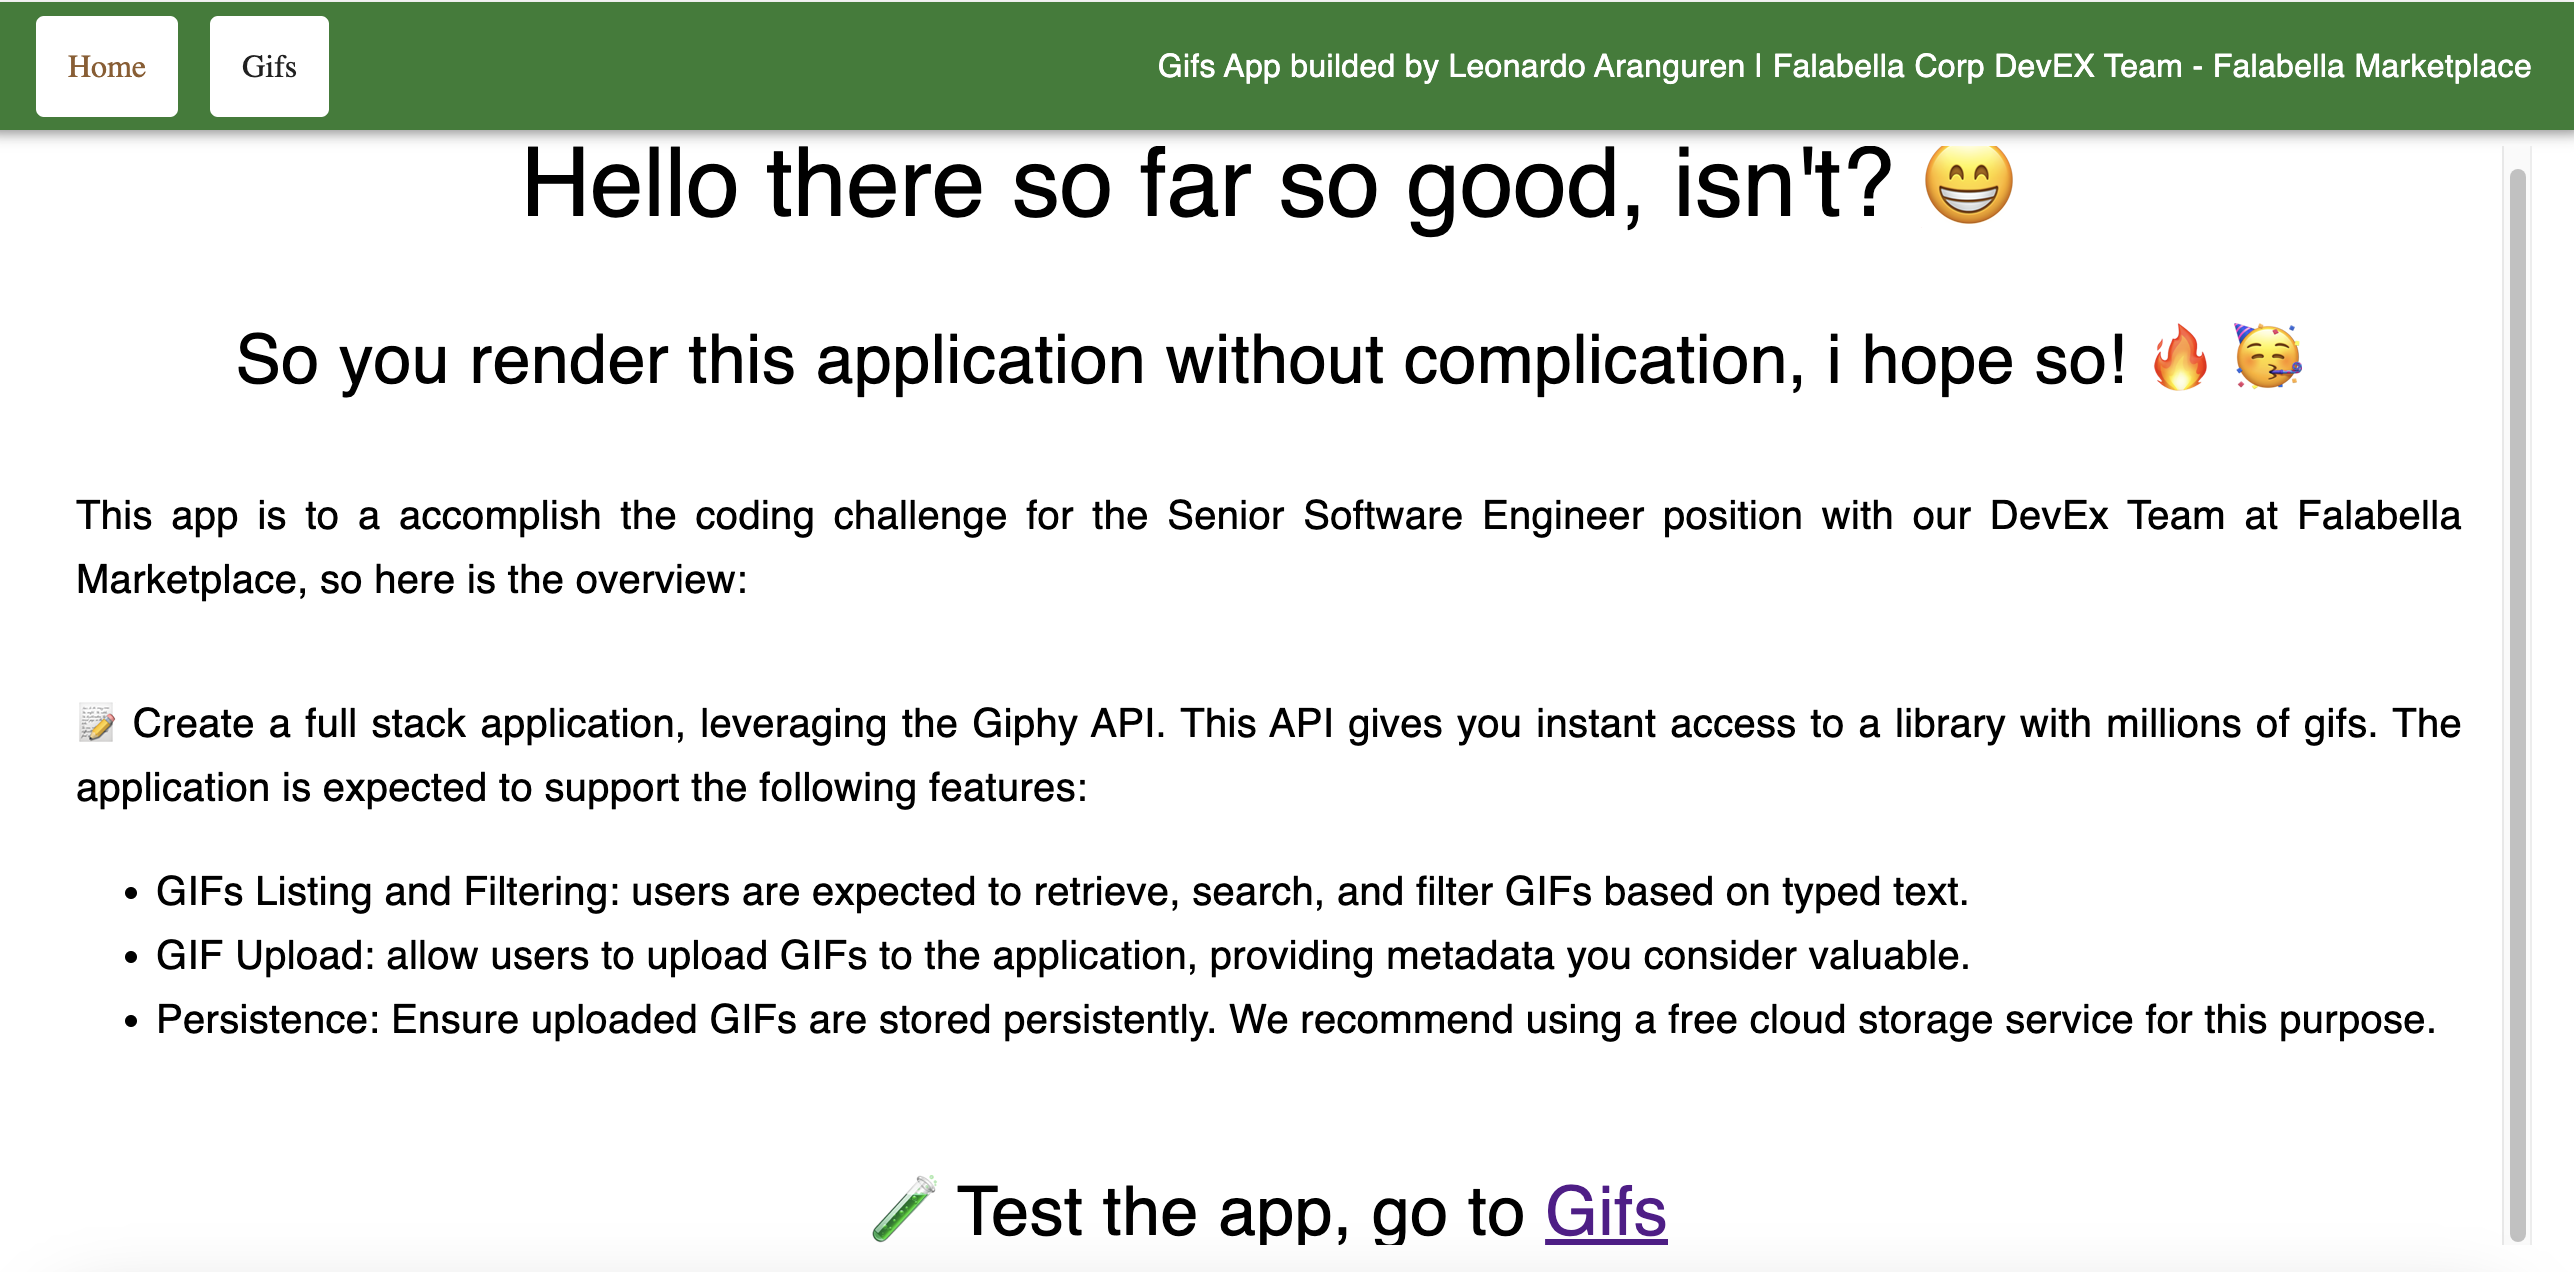 Home
Gifs
Gifs App builded by Leonardo Aranguren | Falabella Corp DevEX Team - Falabella Marketplace
Hello there so far so good, isn't? 😁
So you render this application without complication, i hope so! 🔥 🥳
This app is to a accomplish the coding challenge for the Senior Software Engineer position with our DevEx Team at Falabella
Marketplace, so here is the overview:
📝 Create a full stack application, leveraging the Giphy API. This API gives you instant access to a library with millions of gifs. The
application is expected to support the following features:
• GIFs Listing and Filtering: users are expected to retrieve, search, and filter GIFs based on typed text.
• GIF Upload: allow users to upload GIFs to the application, providing metadata you consider valuable.
• Persistence: Ensure uploaded GIFs are stored persistently. We recommend using a free cloud storage service for this purpose.
🧪 Test the app, go to Gifs